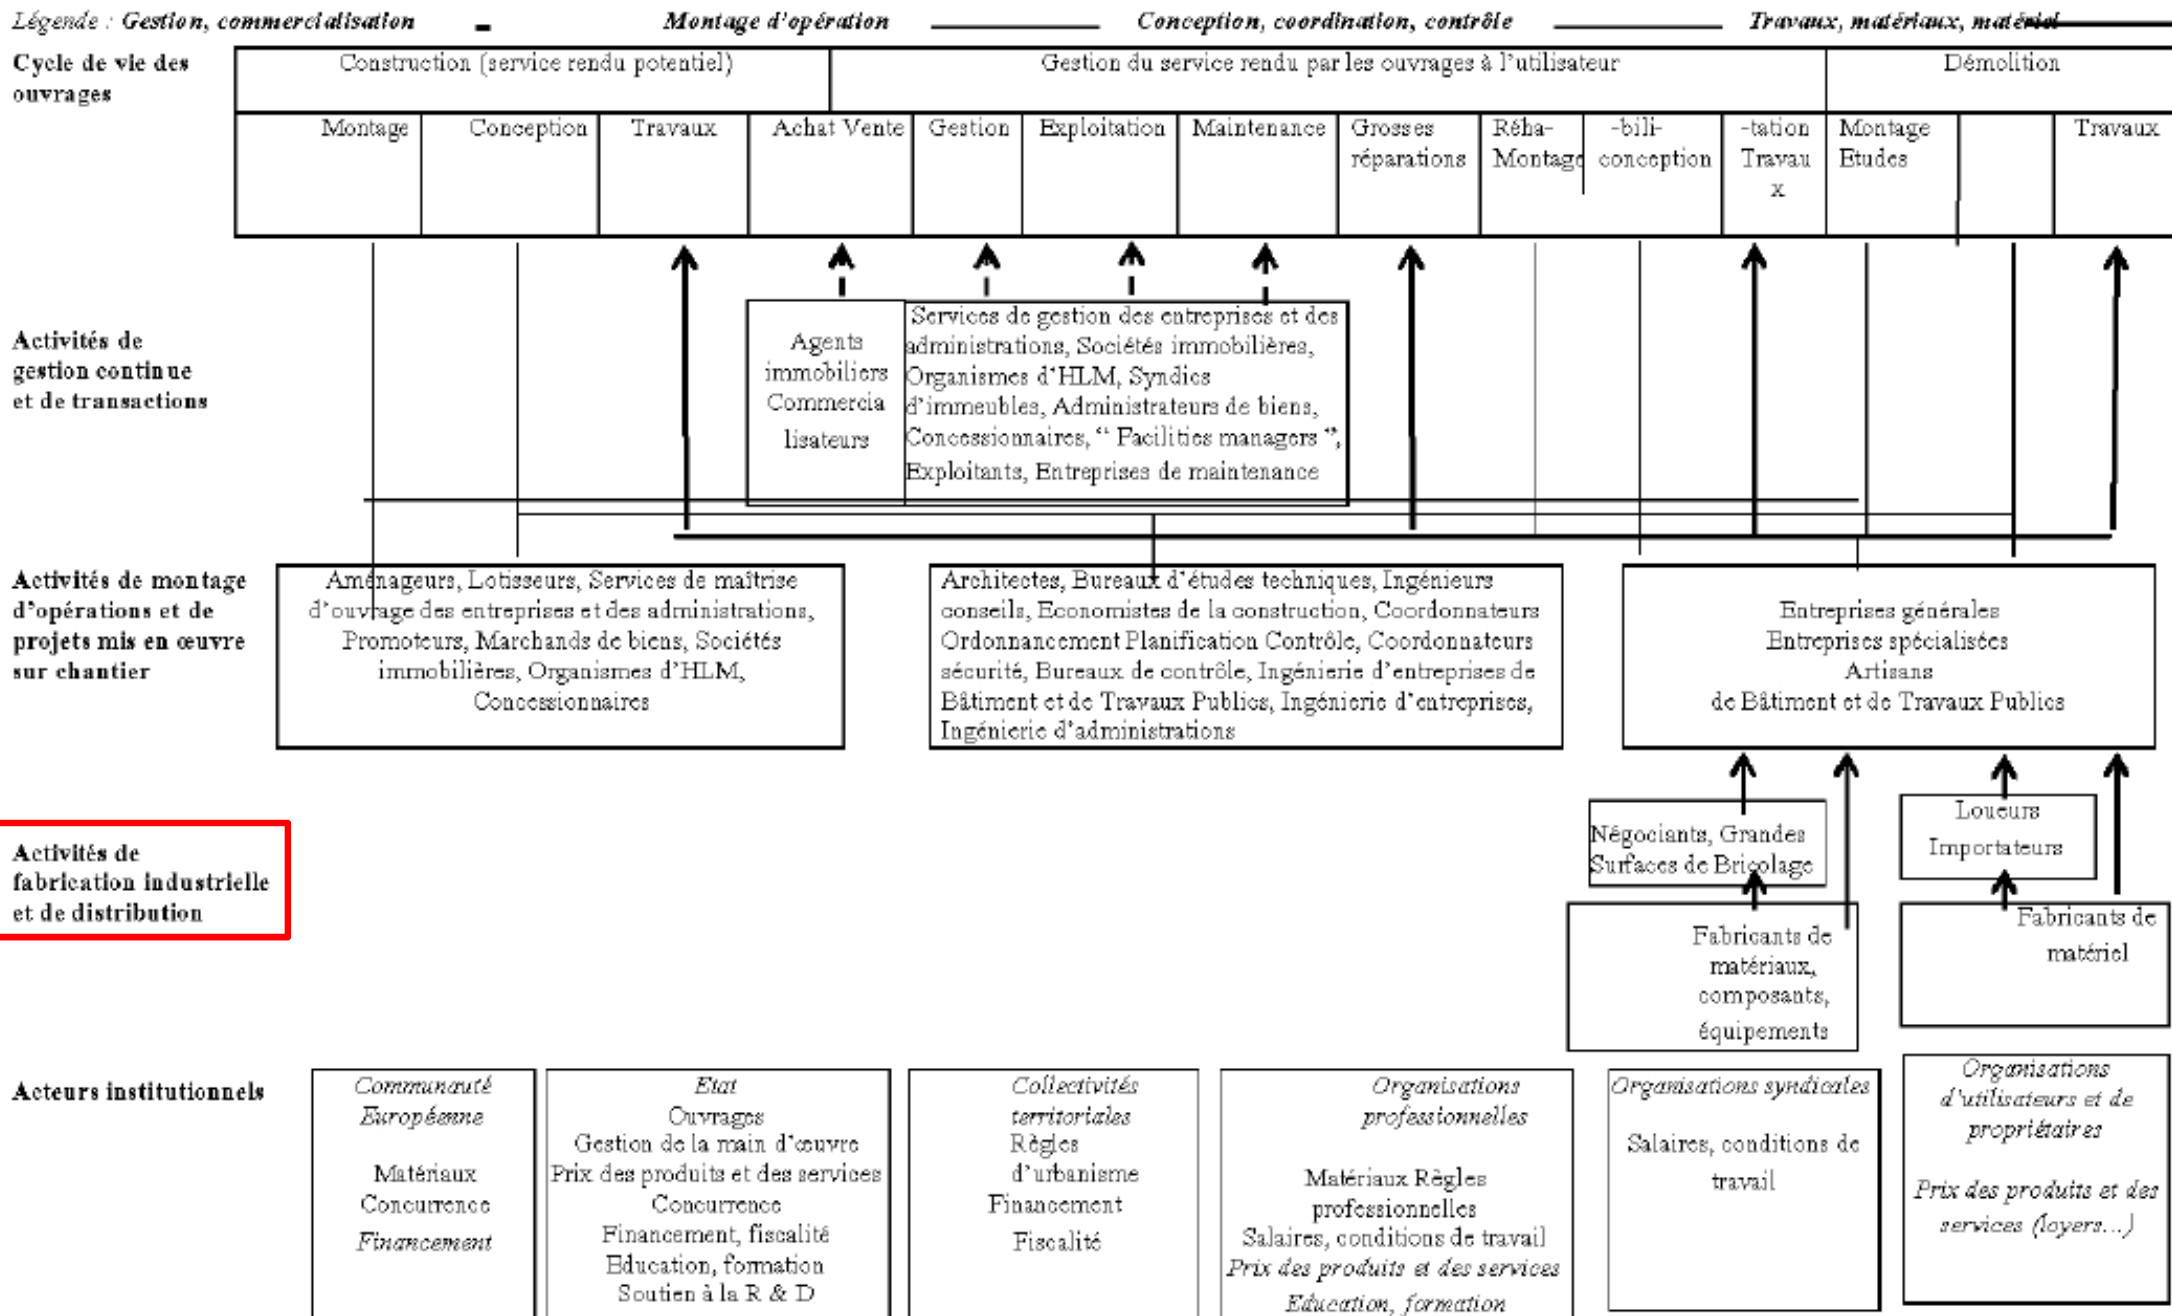 Légende : Gestion, commercialisation Montage d'opération Conception, coordination, contrôle Travaux, matériaux, matériel
Cycle de vie des
ouvrages
Construction (service rendu potentiel)
Gestion du service rendu par les ouvrages à l'utilisateur
Démolition
Montage
Conception
Travaux
Achat Vente
Gestion
Exploitation
Maintenance
Grosses
réparations
Réha-
Montage
-bili-
conception
-tation
Travau
x
Montage
Etudes
Travaux
Activités de
gestion continue
et de transactions
Agents
immobiliers
Commercia
lisateurs
Services de gestion des entreprises et des
administrations, Sociétés immobilières,
Organismes d'HLM, Syndics
d'immeubles, Administrateurs de biens,
Concessionnaires, “ Facilities managers ”,
Exploitants, Entreprises de maintenance
Activités de montage
d'opérations et de
projets mis en œuvre
sur chantier
Aménageurs, Lotisseurs, Services de maîtrise
d'ouvrage des entreprises et des administrations,
Promoteurs, Marchands de biens, Sociétés
immobilières, Organismes d'HLM,
Concessionnaires
Architectes, Bureaux d'études techniques, Ingénieurs
conseils, Economistes de la construction, Coordonnateurs
Ordonnancement Planification Contrôle, Coordonnateurs
sécurité, Bureaux de contrôle, Ingénierie d'entreprises de
Bâtiment et de Travaux Publics, Ingénierie d'entreprises,
Ingénierie d'administrations
Entreprises générales
Entreprises spécialisées
Artisans
de Bâtiment et de Travaux Publics
Activités de
fabrication industrielle
et de distribution
Négociants, Grandes
Surfaces de Bricolage
Loueurs
Importateurs
Fabricants de
matériaux,
composants,
équipements
Fabricants de
matériel
Acteurs institutionnels
Communauté
Européenne
Matériaux
Concurrence
Financement
Etat
Ouvrages
Gestion de la main d'œuvre
Prix des produits et des services
Concurrence
Financement, fiscalité
Education, formation
Soutien à la R & D
Collectivités
territoriales
Règles
d'urbanisme
Financement
Fiscalité
Organisations
professionnelles
Matériaux Règles
professionnelles
Salaires, conditions de travail
Prix des produits et des services
Education, formation
Organisations syndicales
Salaires, conditions de
travail
Organisations
d'utilisateurs et de
propriétaires
Prix des produits et des
services (loyers...)